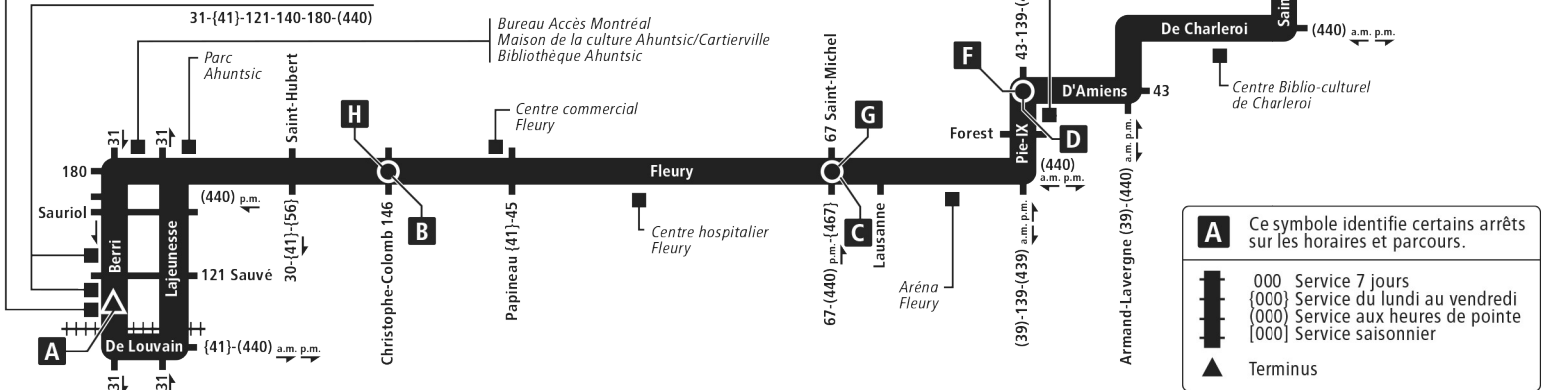 31-{41}-121-140-180-(440)
Bureau Accès Montréal
Maison de la culture Ahuntsic/Cartierville
Bibliothèque Ahuntsic
Parc
Ahuntsic
Saint-Hubert
Centre commercial
Fleury
67 Saint-Michel
De Charleroi
(440) a.m. p.m.
Centre Biblio-culturel
de Charleroi
F
D'Amiens
43
H
G
D
Forest
Pie-IX
31
31
180
Fleury
(440)
a.m. p.m.
(440) p.m.
Sauriol
Berri
Lajeunesse
121 Sauvé
30-{41}-{56}
Christophe-Colomb 146
B
Papineau {41}-45
Centre hospitalier
Fleury
67-(440) p.m.-{467}
C
Lausanne
Aréna
Fleury
(39)-139-(439) a.m. p.m.
Armand-Lavergne (39)-(440) a.m. p.m.
A
De Louvain
{41}-(440) a.m. p.m.
31
31
A
Ce symbole identifie certains arrêts
sur les horaires et parcours.
000 Service 7 jours
{000} Service du lundi au vendredi
(000) Service aux heures de pointe
[000] Service saisonnier
Terminus